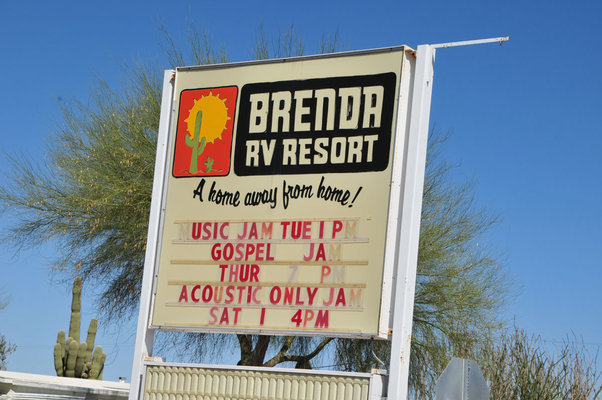 BRENDA
RV RESORT
A home away from home!
MUSIC JAM TUE 1 PM
GOSPEL JAM
THUR 7 PM
ACOUSTIC ONLY JAM
SAT 1 4PM